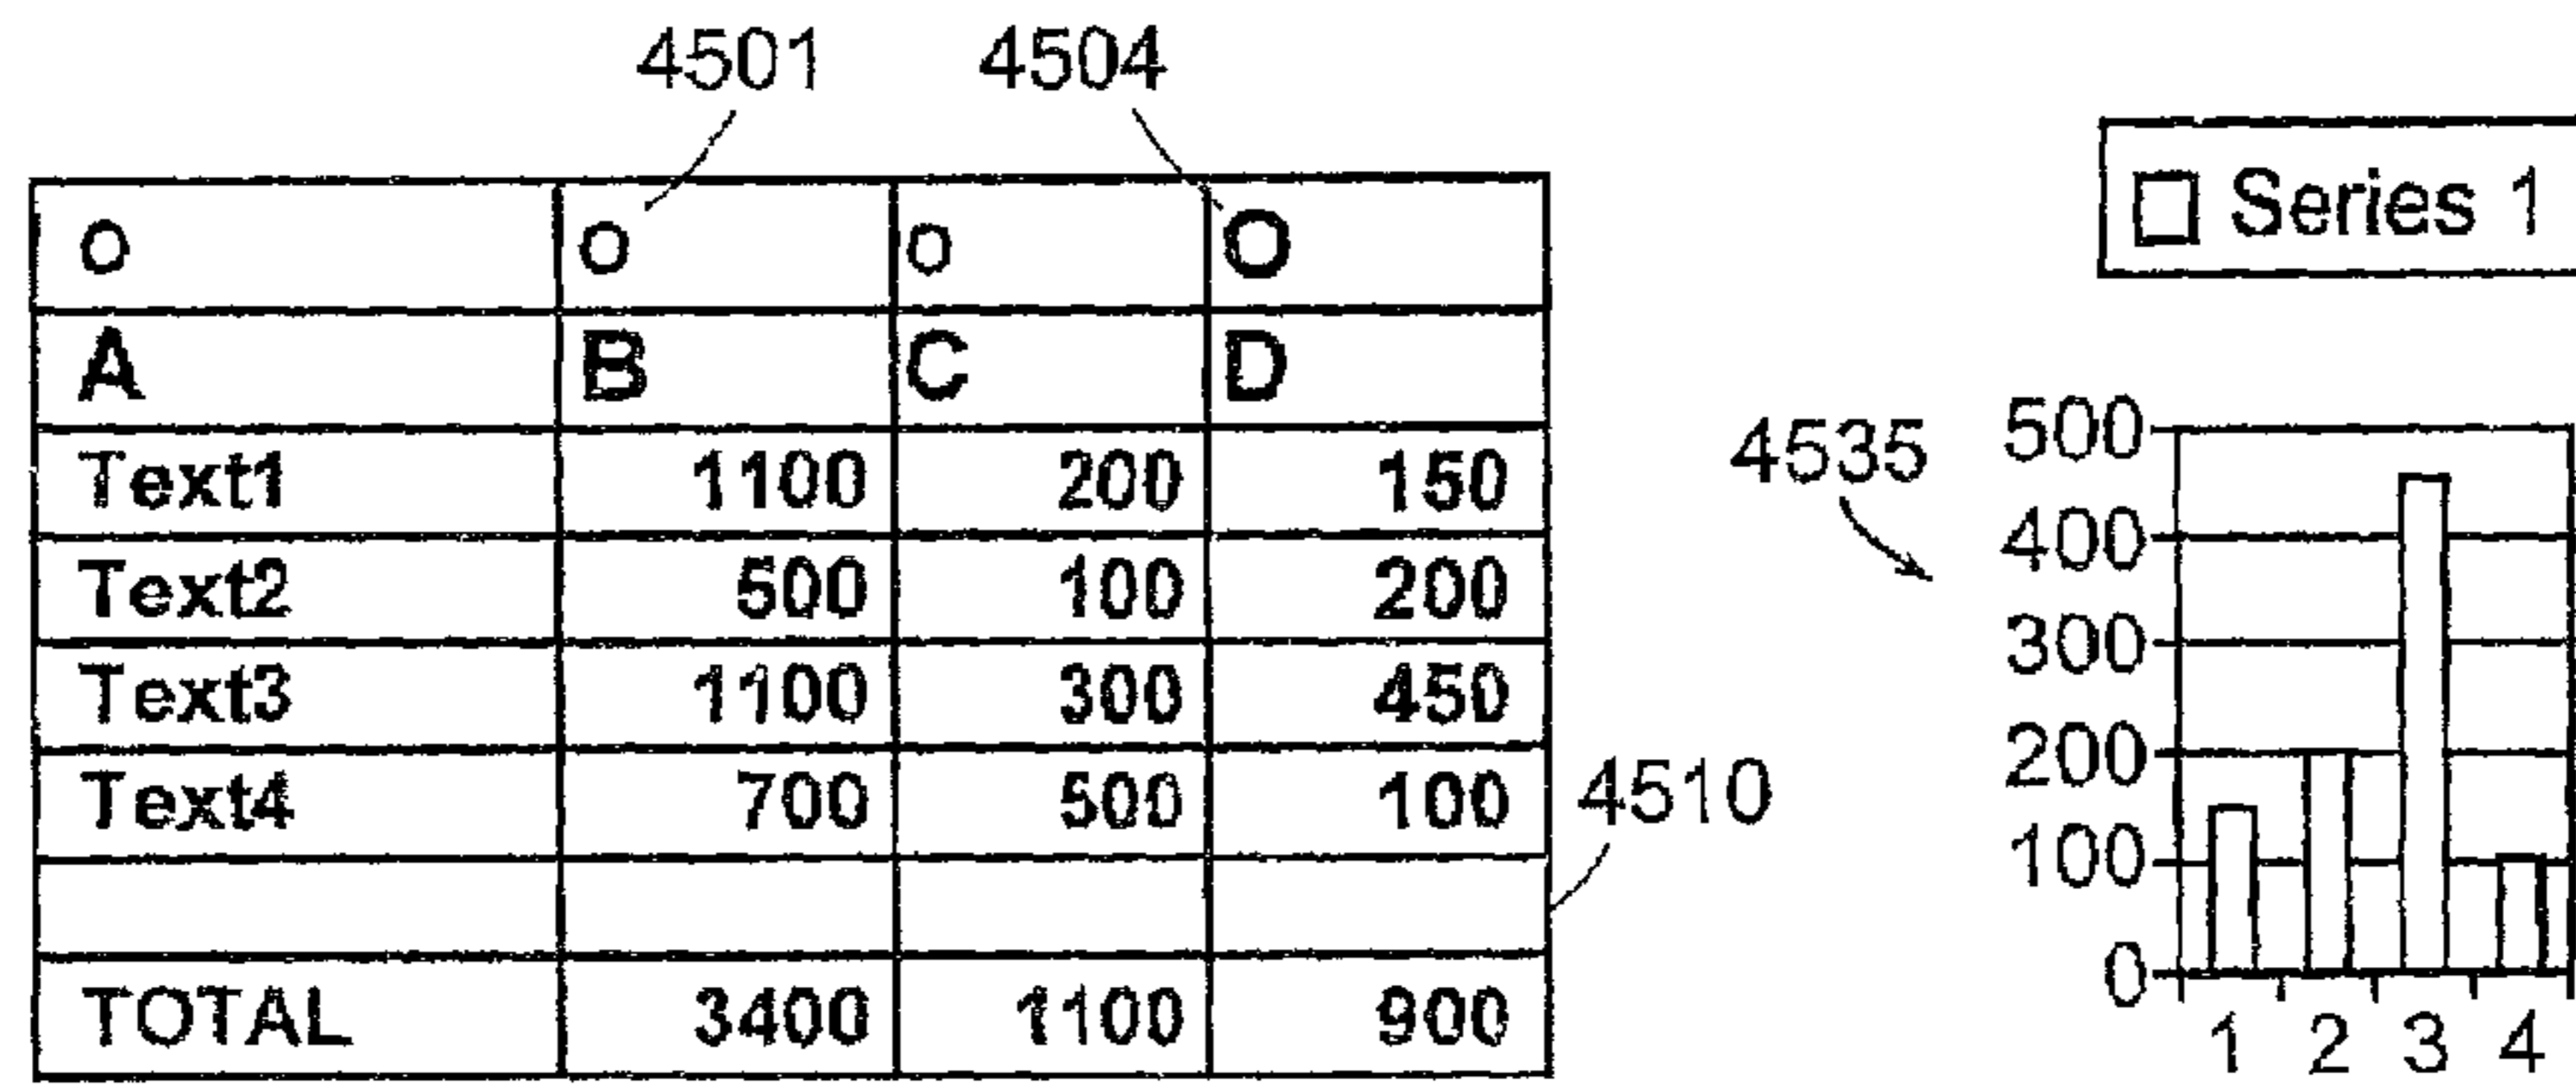 4501 4504
o o o O
A B C D
Text1 1100 200 150
Text2 500 100 200
Text3 1100 300 450
Text4 700 500 100
TOTAL 3400 1100 900
4510
Series 1
4535
500
400
300
200
100
0
1 2 3 4